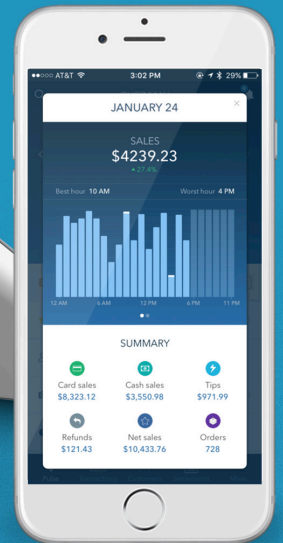 AT&T 3:02 PM 29%
JANUARY 24 ×
SALES
$4239.23
27.4%
Best hour 10 AM Worst hour 4 PM
12 AM 6 AM 12 PM 6 PM 11 PM
SUMMARY
Card sales Cash sales Tips
$8,323.12 $3,550.98 $971.99
Refunds Net sales Orders
$121.43 $10,433.76 728